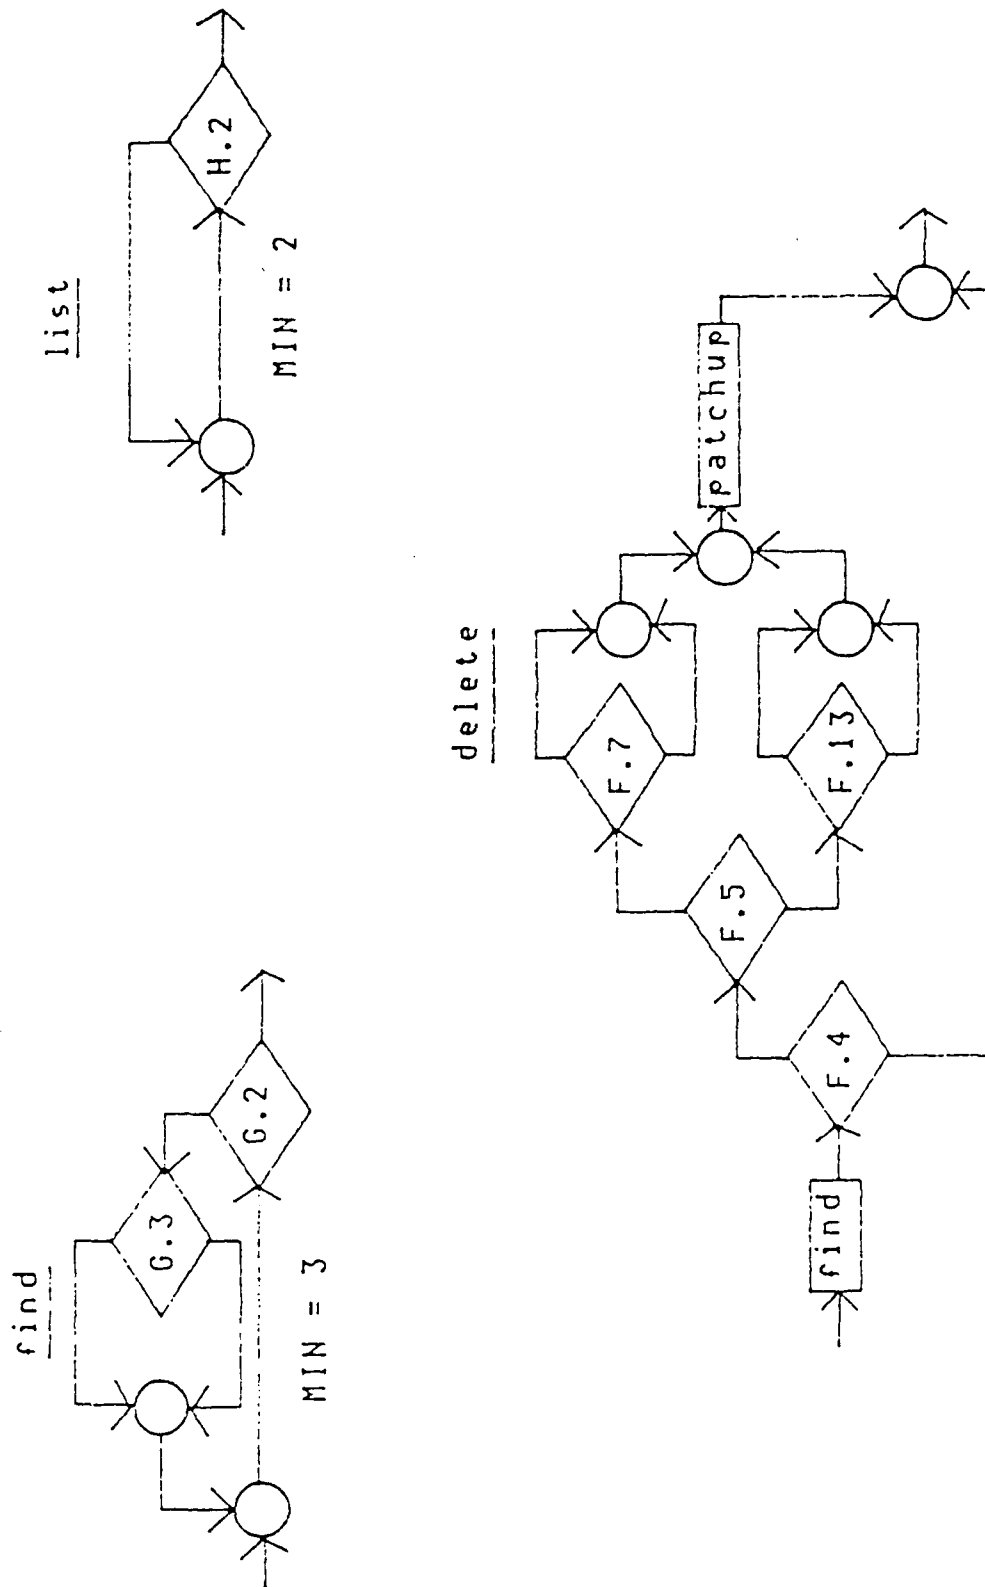 find
G.3
G.2
MIN = 3
list
H.2
MIN = 2
delete
find
F.4
F.5
F.7
F.13
patchup